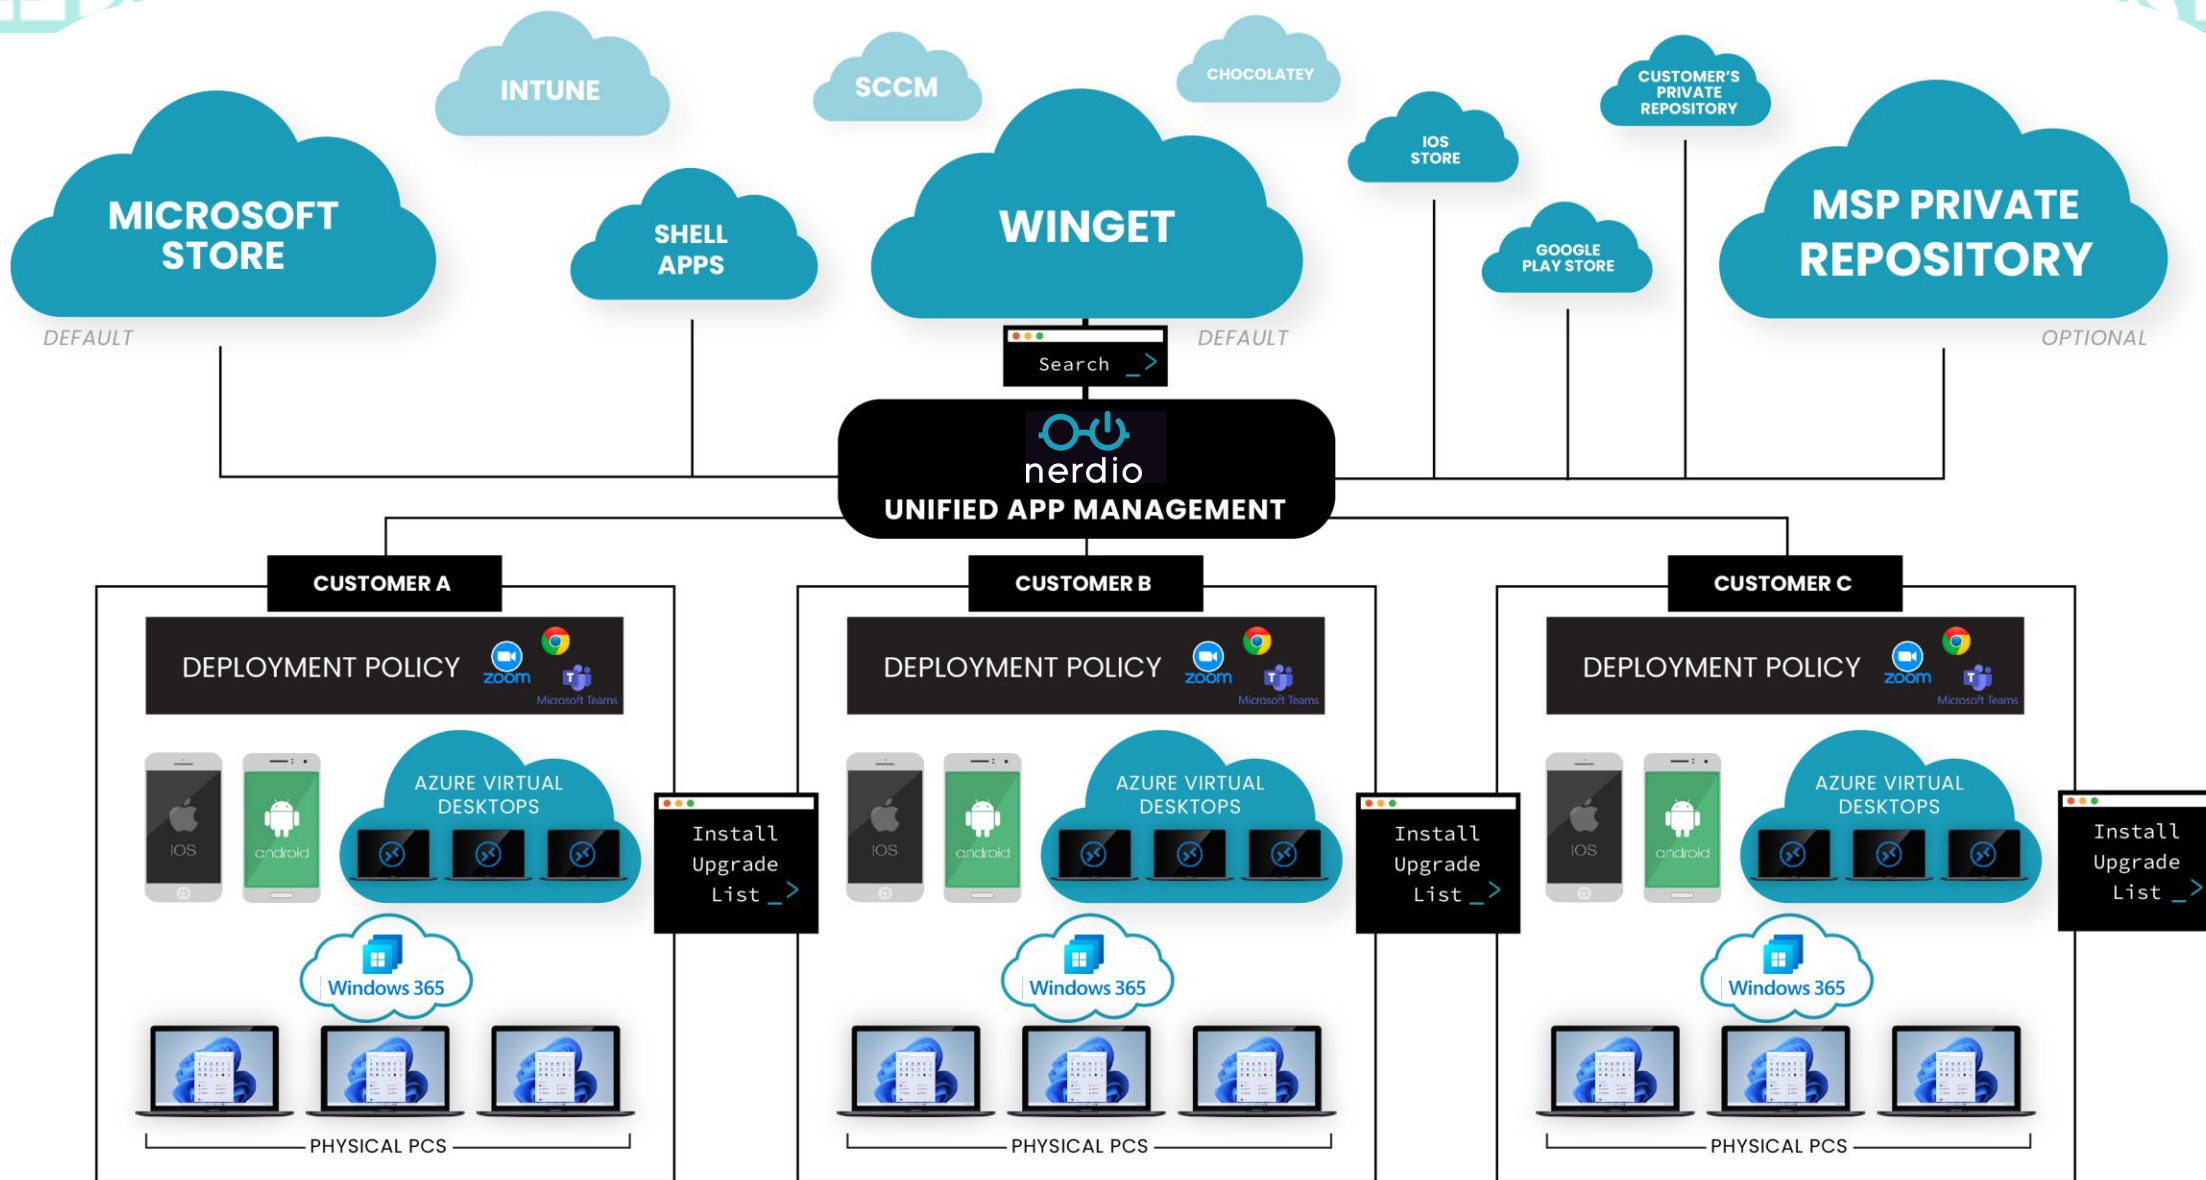 INTUNE
SCCM
CHOCOLATEY
CUSTOMER'S
PRIVATE
REPOSITORY
IOS
STORE
MICROSOFT
STORE
SHELL
APPS
WINGET
GOOGLE
PLAY STORE
MSP PRIVATE
REPOSITORY
DEFAULT
DEFAULT
OPTIONAL
Search _>
nerdio
UNIFIED APP MANAGEMENT
CUSTOMER A
DEPLOYMENT POLICY
zoom
Microsoft Teams
IOS
android
AZURE VIRTUAL
DESKTOPS
Install
Upgrade
List _>
Windows 365
PHYSICAL PCS
CUSTOMER B
DEPLOYMENT POLICY
zoom
Microsoft Teams
IOS
android
AZURE VIRTUAL
DESKTOPS
Install
Upgrade
List _>
Windows 365
PHYSICAL PCS
CUSTOMER C
DEPLOYMENT POLICY
zoom
Microsoft Teams
IOS
android
AZURE VIRTUAL
DESKTOPS
Install
Upgrade
List _>
Windows 365
PHYSICAL PCS